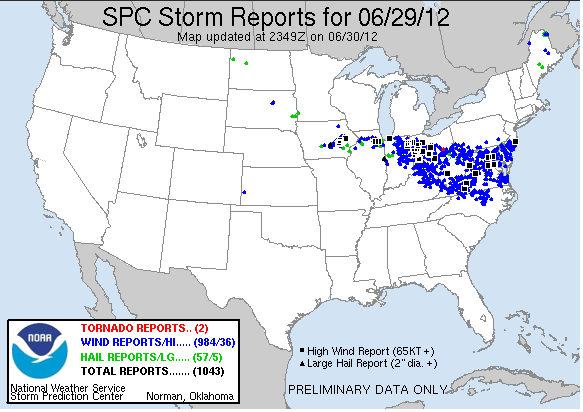 SPC Storm Reports for 06/29/12
Map updated at 2349Z on 06/30/12
NOAA
TORNADO REPORTS.. (2)
WIND REPORTS/HI..... (984/36)
HAIL REPORTS/LG..... (57/5)
TOTAL REPORTS....... (1043)
National Weather Service
Storm Prediction Center Norman, Oklahoma
High Wind Report (65KT +)
Large Hail Report (2" dia. +)
PRELIMINARY DATA ONLY